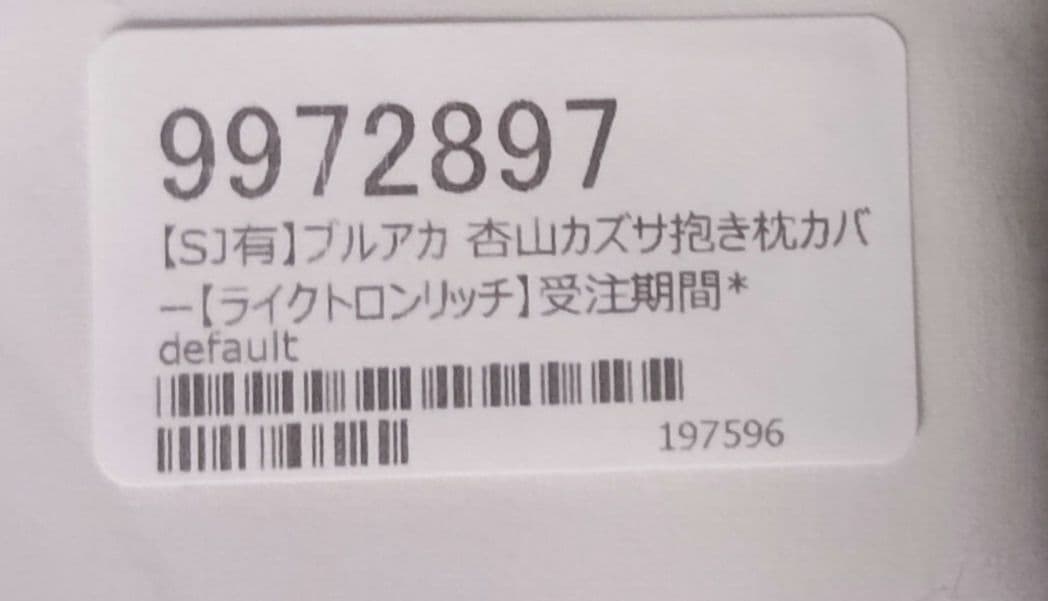 9972897
【SJ有】ブルアカ 杏山カズサ抱き枕カバ
ー【ライクトロンリッチ】受注期間*
default
197596